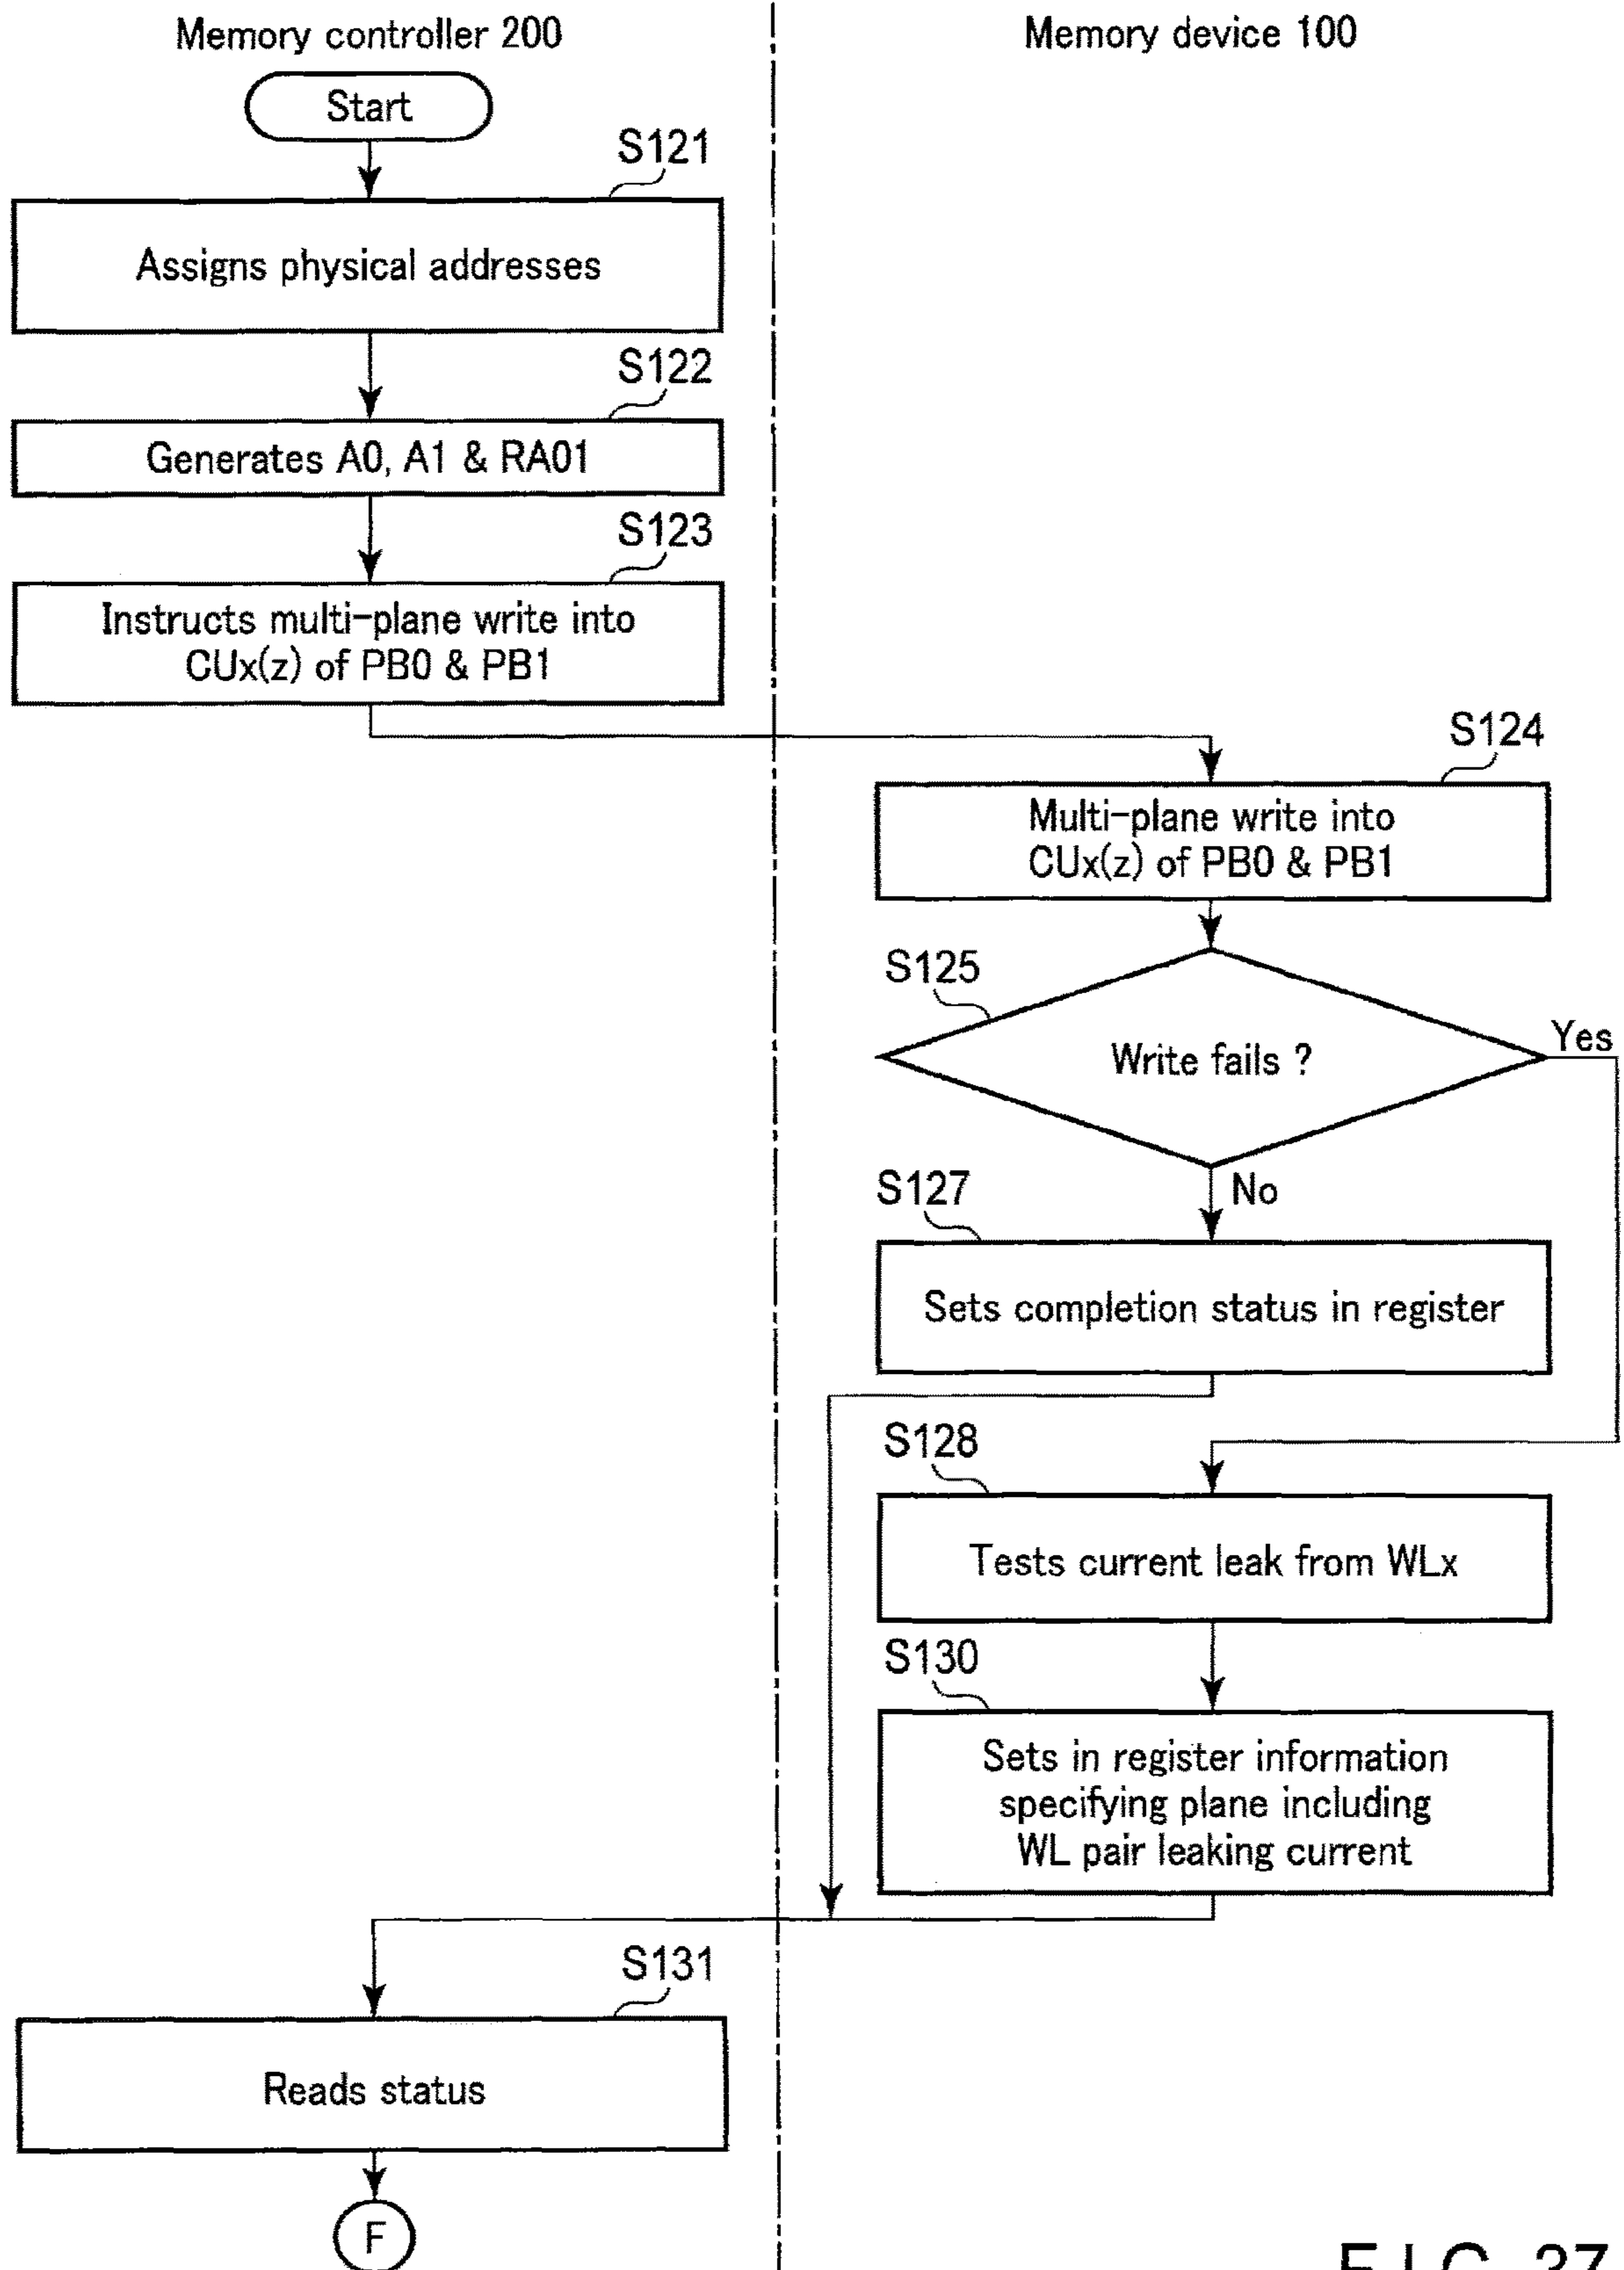 Memory controller 200
Memory device 100
Start
S121
Assigns physical addresses
S122
Generates A0, A1 & RA01
S123
Instructs multi-plane write into
CUx(z) of PB0 & PB1
S124
Multi-plane write into
CUx(z) of PB0 & PB1
S125
Write fails ?
Yes
No
S127
Sets completion status in register
S128
Tests current leak from WLx
S130
Sets in register information
specifying plane including
WL pair leaking current
S131
Reads status
F